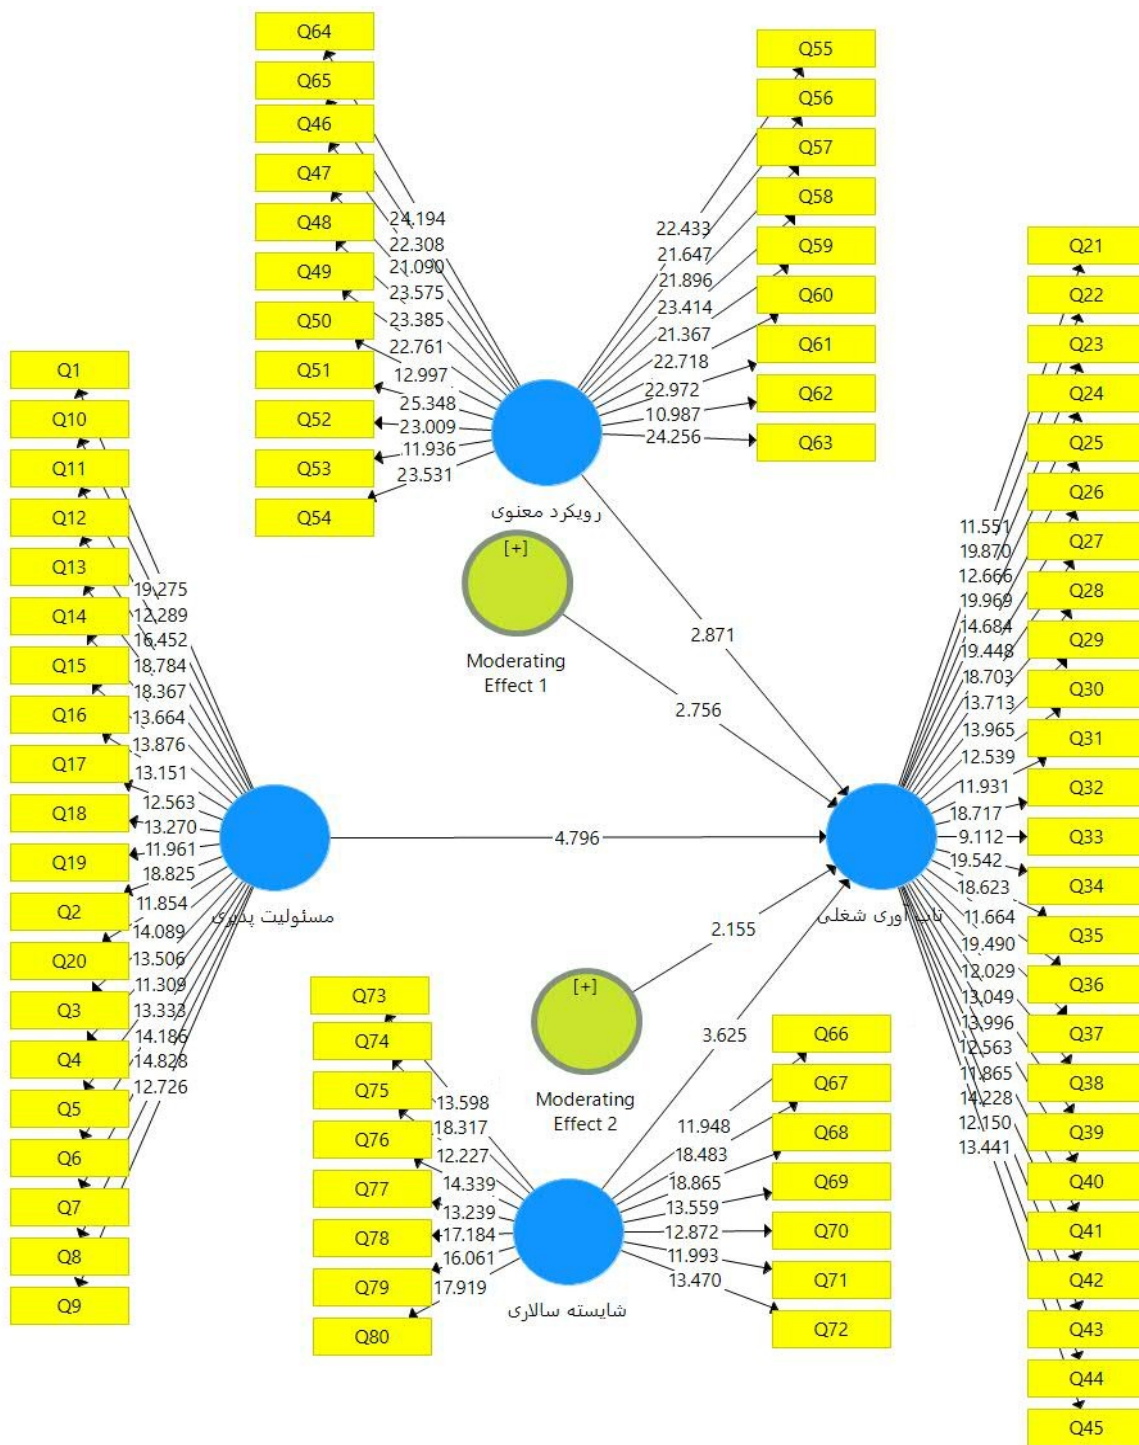 Q64
Q65
Q46
Q47
Q48
Q49
Q50
Q51
Q52
Q53
Q54
24.194
22.308
21.090
23.575
23.385
22.761
12.997
25.348
23.009
11.936
23.531
Q55
Q56
Q57
Q58
Q59
Q60
Q61
Q62
Q63
22.433
21.647
21.896
23.414
21.367
22.718
22.972
10.987
24.256
رویکرد معنوی
[+]
Moderating
Effect 1
2.871
2.756
Q1
Q10
Q11
Q12
Q13
Q14
Q15
Q16
Q17
Q18
Q19
Q2
Q20
Q3
Q4
Q5
Q6
Q7
Q8
Q9
19.275
12.289
16.452
18.784
18.367
13.664
13.876
13.151
12.563
13.270
11.961
18.825
11.854
14.089
13.506
11.309
13.333
14.186
14.828
12.726
مسئولیت پذیری
4.796
تاب آوری شغلی
Q21
Q22
Q23
Q24
Q25
Q26
Q27
Q28
Q29
Q30
Q31
Q32
Q33
Q34
Q35
Q36
Q37
Q38
Q39
Q40
Q41
Q42
Q43
Q44
Q45
11.551
19.870
12.666
19.969
14.684
19.448
18.703
13.713
13.965
12.539
11.931
18.717
9.112
19.542
18.623
11.664
19.490
12.029
13.049
13.996
12.563
11.865
14.228
12.150
13.441
2.155
3.625
[+]
Moderating
Effect 2
Q73
Q74
Q75
Q76
Q77
Q78
Q79
Q80
13.598
18.317
12.227
14.339
13.239
17.184
16.061
17.919
Q66
Q67
Q68
Q69
Q70
Q71
Q72
11.948
18.483
18.865
13.559
12.872
11.993
13.470
شایسته سالاری